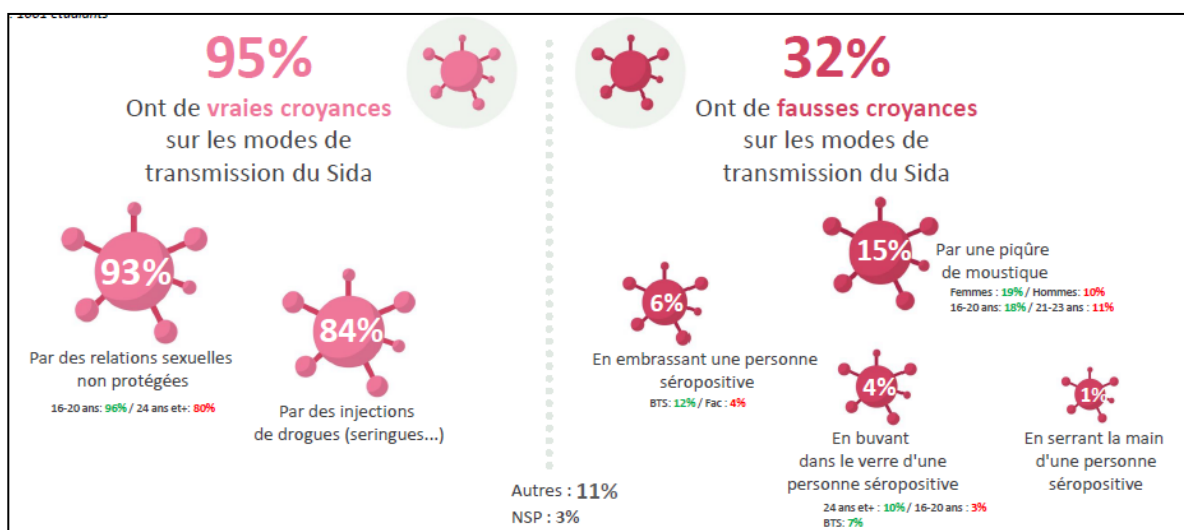 : 1001 étudiants
95%
Ont de vraies croyances
sur les modes de
transmission du Sida
93%
Par des relations sexuelles
non protégées
16-20 ans: 96% / 24 ans et+: 80%
84%
Par des injections
de drogues (seringues...)
32%
Ont de fausses croyances
sur les modes de
transmission du Sida
15%
Par une piqûre
de moustique
Femmes : 19% / Hommes: 10%
16-20 ans: 18% / 21-23 ans : 11%
6%
En embrassant une personne
séropositive
BTS: 12% / Fac : 4%
4%
En buvant
dans le verre d'une
personne séropositive
24 ans et+ : 10% / 16-20 ans : 3%
BTS: 7%
1%
En serrant la main
d'une personne
séropositive
Autres : 11%
NSP : 3%